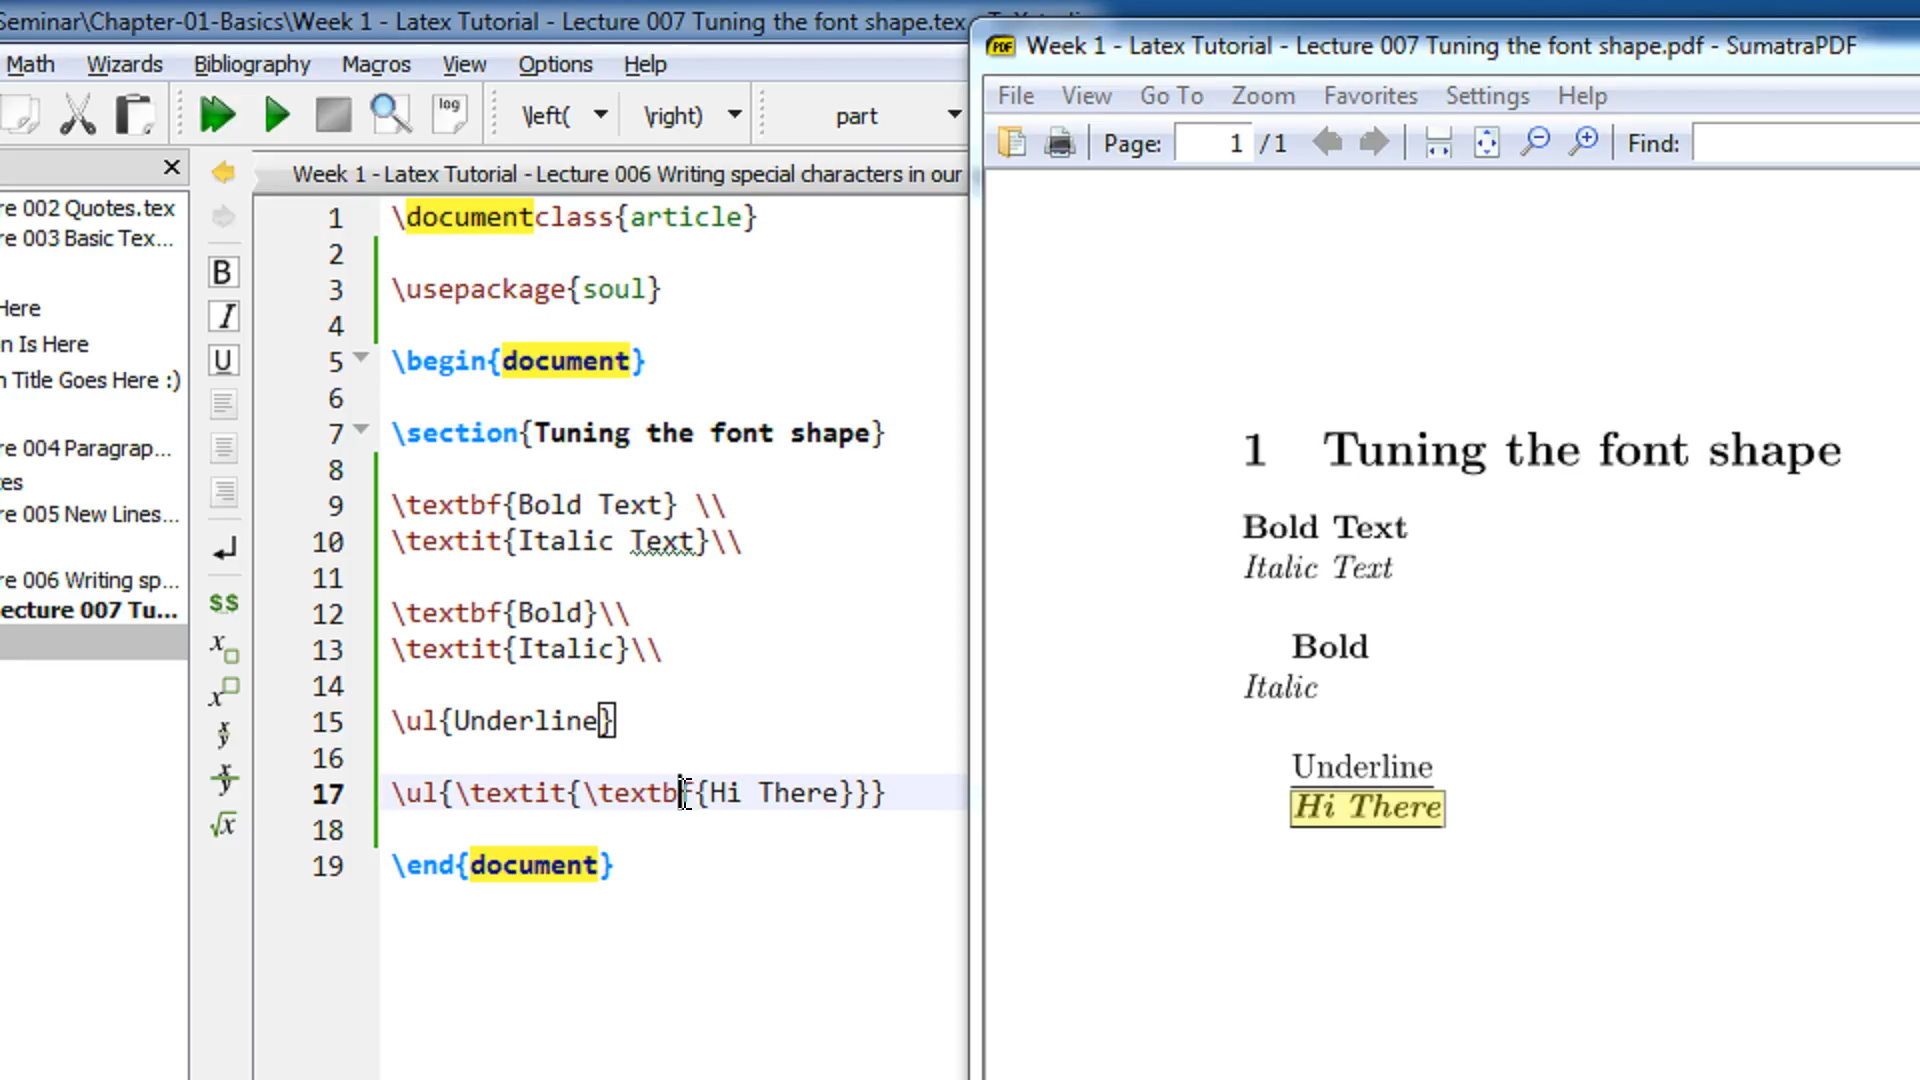 Seminar\Chapter-01-Basics\Week 1 - Latex Tutorial - Lecture 007 Tuning the font shape.tex
Math Wizards Bibliography Macros View Options Help
log \left( \right) part
Week 1 - Latex Tutorial - Lecture 006 Writing special characters in our
re 002 Quotes.tex
re 003 Basic Tex...
Here
n Is Here
n Title Goes Here :)
re 004 Paragrap...
es
re 005 New Lines...
re 006 Writing sp...
ecture 007 Tu...
B
I
U
$$
x
x
x
y
x
y
√x
1 \documentclass{article}
2
3 \usepackage{soul}
4
5 \begin{document}
6
7 \section{Tuning the font shape}
8
9 \textbf{Bold Text} \\
10 \textit{Italic Text}\\
11
12 \textbf{Bold}\\
13 \textit{Italic}\\
14
15 \ul{Underline}
16
17 \ul{\textit{\textbf{Hi There}}}
18
19 \end{document}
PDF Week 1 - Latex Tutorial - Lecture 007 Tuning the font shape.pdf - SumatraPDF
File View Go To Zoom Favorites Settings Help
Page: 1 / 1 Find:
1 Tuning the font shape
Bold Text
Italic Text
Bold
Italic
Underline
Hi There